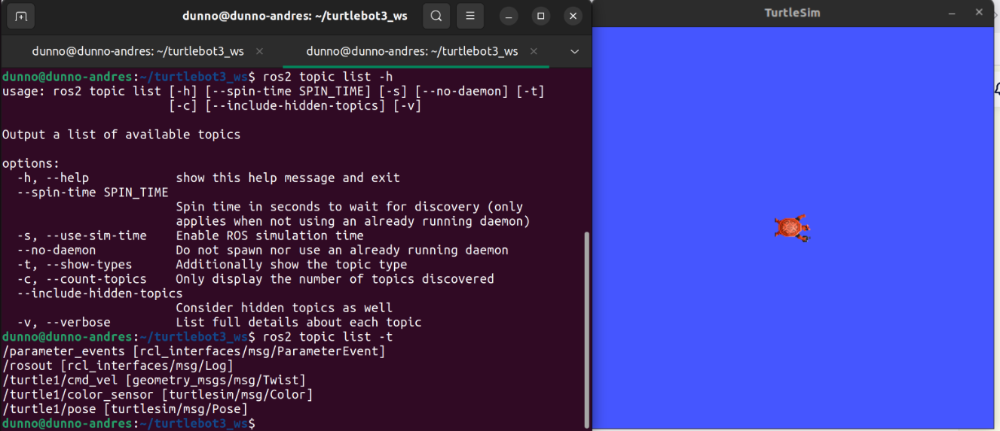 dunno@dunno-andres: ~/turtlebot3_ws
dunno@dunno-andres: ~/turtlebot3_ws
dunno@dunno-andres: ~/turtlebot3_ws
dunno@dunno-andres:~/turtlebot3_ws$ ros2 topic list -h
usage: ros2 topic list [-h] [--spin-time SPIN_TIME] [-s] [--no-daemon] [-t]
[-c] [--include-hidden-topics] [-v]
Output a list of available topics
options:
-h, --help show this help message and exit
--spin-time SPIN_TIME
Spin time in seconds to wait for discovery (only
applies when not using an already running daemon)
-s, --use-sim-time Enable ROS simulation time
--no-daemon Do not spawn nor use an already running daemon
-t, --show-types Additionally show the topic type
-c, --count-topics Only display the number of topics discovered
--include-hidden-topics
Consider hidden topics as well
-v, --verbose List full details about each topic
dunno@dunno-andres:~/turtlebot3_ws$ ros2 topic list -t
/parameter_events [rcl_interfaces/msg/ParameterEvent]
/rosout [rcl_interfaces/msg/Log]
/turtle1/cmd_vel [geometry_msgs/msg/Twist]
/turtle1/color_sensor [turtlesim/msg/Color]
/turtle1/pose [turtlesim/msg/Pose]
dunno@dunno-andres:~/turtlebot3_ws$
TurtleSim